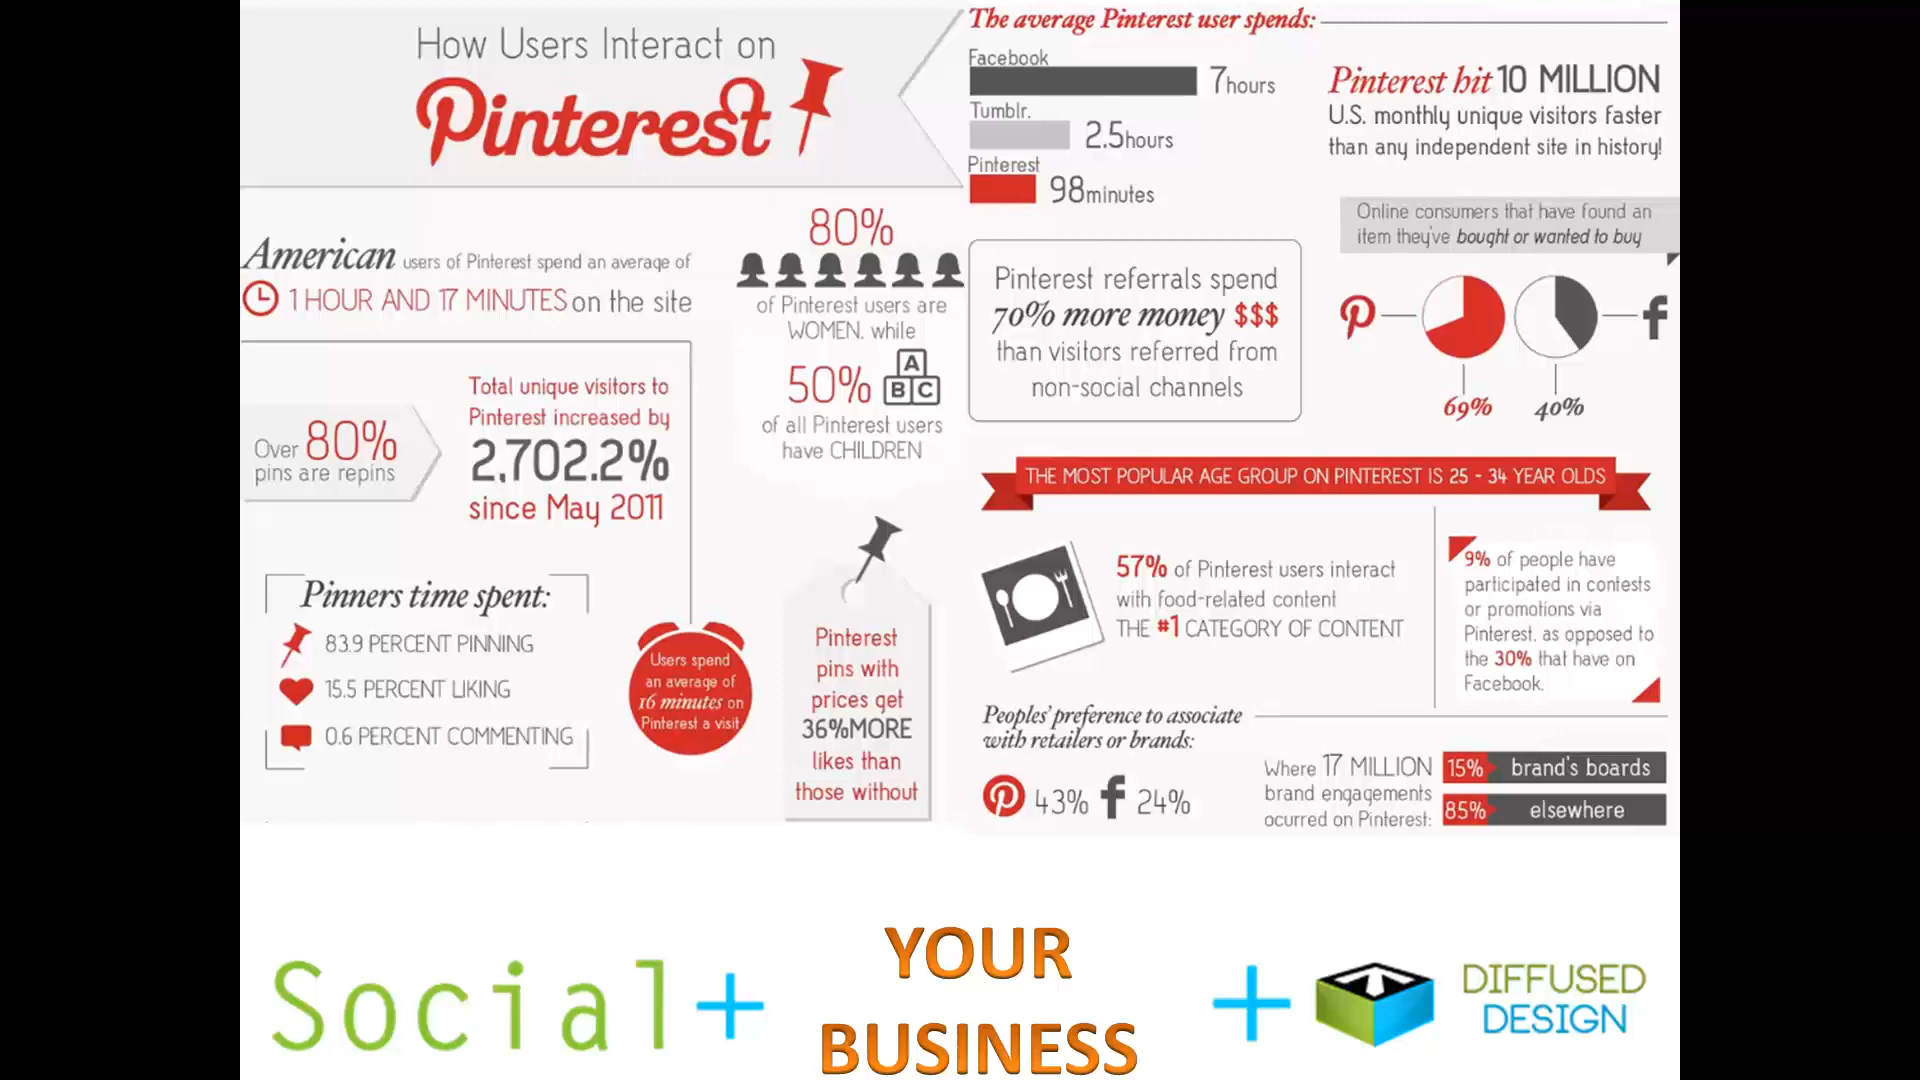 How Users Interact on
Pinterest
American users of Pinterest spend an average of
1 HOUR AND 17 MINUTES on the site
80%
of Pinterest users are
WOMEN. while
50%
A
B C
of all Pinterest users
have CHILDREN
Over 80%
pins are repins
Total unique visitors to
Pinterest increased by
2,702.2%
since May 2011
Pinners time spent:
83.9 PERCENT PINNING
15.5 PERCENT LIKING
0.6 PERCENT COMMENTING
Users spend
an average of
16 minutes on
Pinterest a visit
Pinterest
pins with
prices get
36%MORE
likes than
those without
The average Pinterest user spends:
Facebook
7hours
Tumblr.
2.5hours
Pinterest
98minutes
Pinterest hit 10 MILLION
U.S. monthly unique visitors faster
than any independent site in history!
Pinterest referrals spend
70% more money $$$
than visitors referred from
non-social channels
Online consumers that have found an
item they've bought or wanted to buy
69% 40%
THE MOST POPULAR AGE GROUP ON PINTEREST IS 25 - 34 YEAR OLDS
57% of Pinterest users interact
with food-related content
THE #1 CATEGORY OF CONTENT
9% of people have
participated in contests
or promotions via
Pinterest, as opposed to
the 30% that have on
Facebook.
Peoples' preference to associate
with retailers or brands:
43% f 24%
Where 17 MILLION
brand engagements
ocurred on Pinterest:
15% brand's boards
85% elsewhere
Social +
YOUR
BUSINESS
+
DIFFUSED
DESIGN